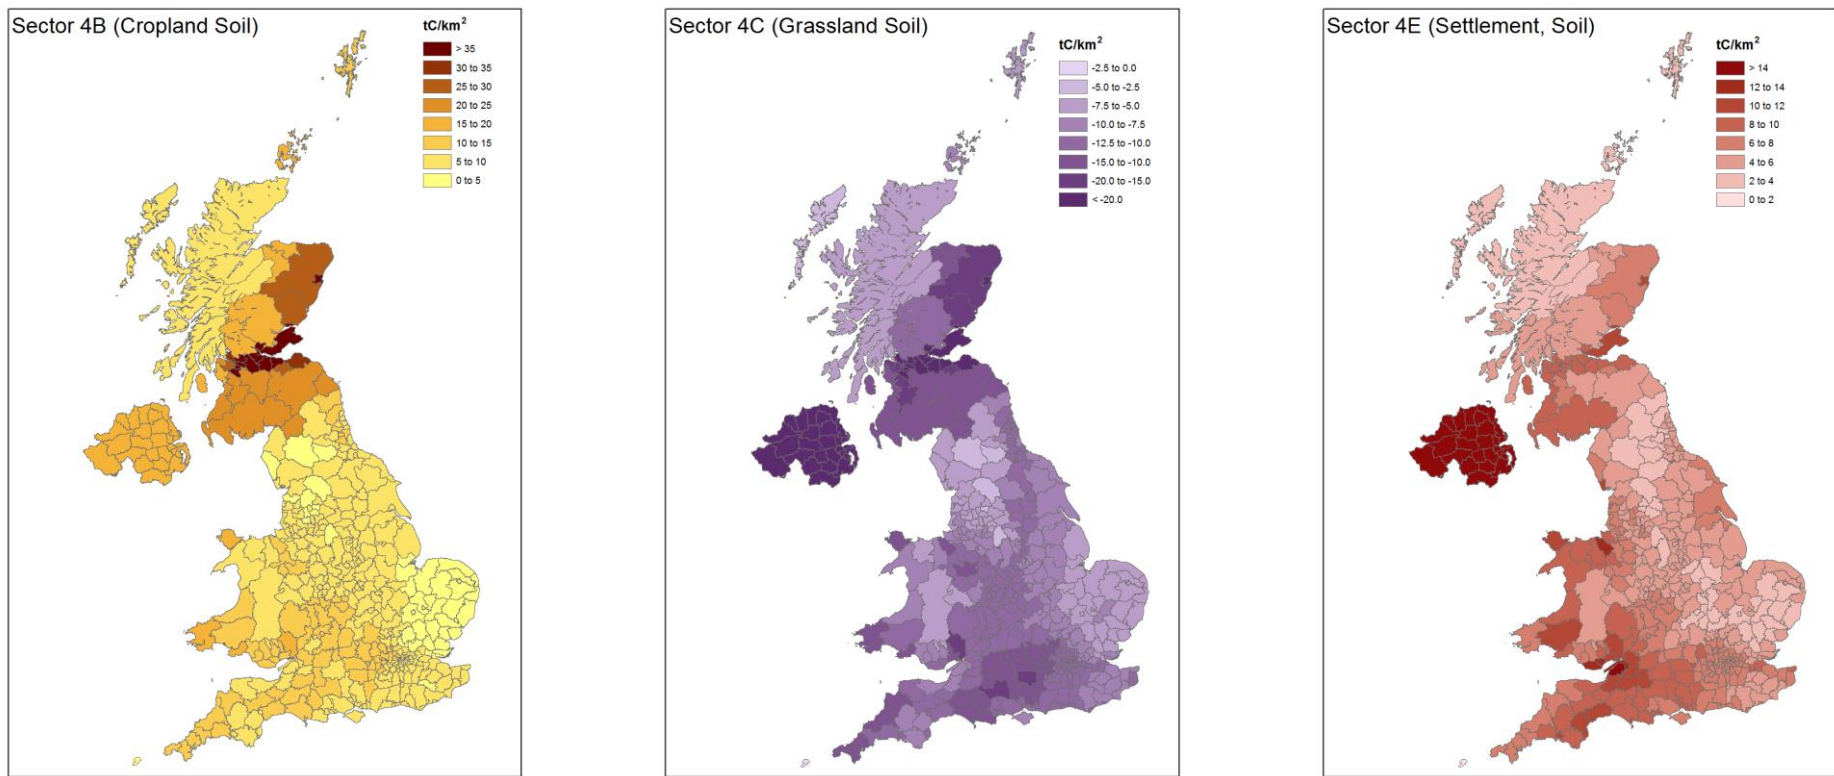 Sector 4B (Cropland Soil)
tC/km²
> 35
30 to 35
25 to 30
20 to 25
15 to 20
10 to 15
5 to 10
0 to 5
Sector 4C (Grassland Soil)
tC/km²
-2.5 to 0.0
-5.0 to -2.5
-7.5 to -5.0
-10.0 to -7.5
-12.5 to -10.0
-15.0 to -10.0
-20.0 to -15.0
< -20.0
Sector 4E (Settlement, Soil)
tC/km²
> 14
12 to 14
10 to 12
8 to 10
6 to 8
4 to 6
2 to 4
0 to 2